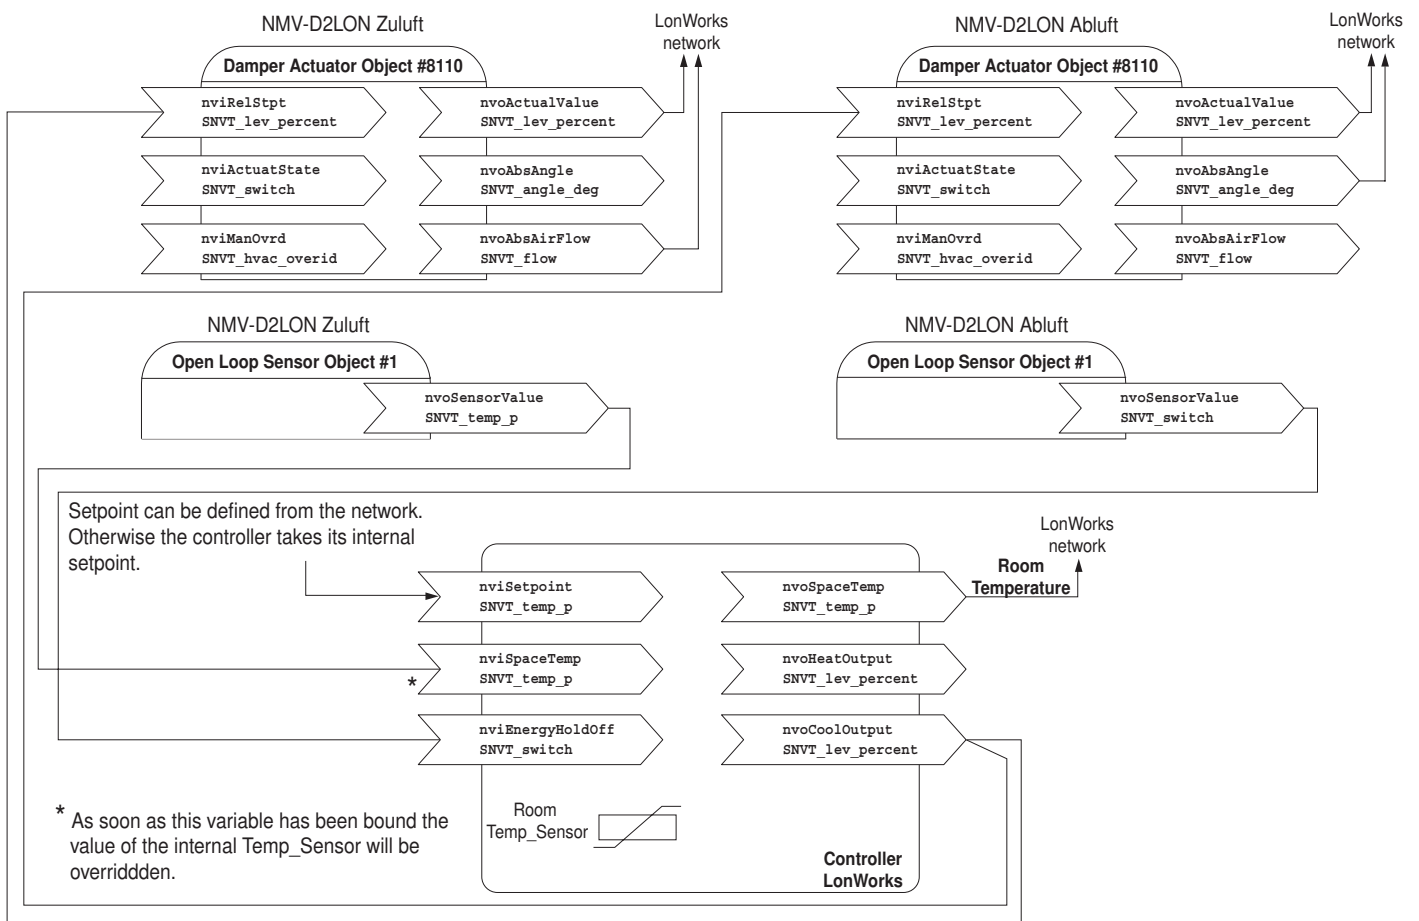 NMV-D2LON Zuluft
LonWorks
network
Damper Actuator Object #8110
nviRelStpt
SNVT_lev_percent
nvoActualValue
SNVT_lev_percent
nviActuatState
SNVT_switch
nvoAbsAngle
SNVT_angle_deg
nviManOvrd
SNVT_hvac_overid
nvoAbsAirFlow
SNVT_flow
NMV-D2LON Abluft
LonWorks
network
Damper Actuator Object #8110
nviRelStpt
SNVT_lev_percent
nvoActualValue
SNVT_lev_percent
nviActuatState
SNVT_switch
nvoAbsAngle
SNVT_angle_deg
nviManOvrd
SNVT_hvac_overid
nvoAbsAirFlow
SNVT_flow
NMV-D2LON Zuluft
Open Loop Sensor Object #1
nvoSensorValue
SNVT_temp_p
NMV-D2LON Abluft
Open Loop Sensor Object #1
nvoSensorValue
SNVT_switch
Setpoint can be defined from the network.
Otherwise the controller takes its internal
setpoint.
LonWorks
network
Room
Temperature
nviSetpoint
SNVT_temp_p
nvoSpaceTemp
SNVT_temp_p
nviSpaceTemp
SNVT_temp_p
*
nvoHeatOutput
SNVT_lev_percent
nviEnergyHoldOff
SNVT_switch
nvoCoolOutput
SNVT_lev_percent
* As soon as this variable has been bound the
value of the internal Temp_Sensor will be
overriddden.
Room
Temp_Sensor
Controller
LonWorks